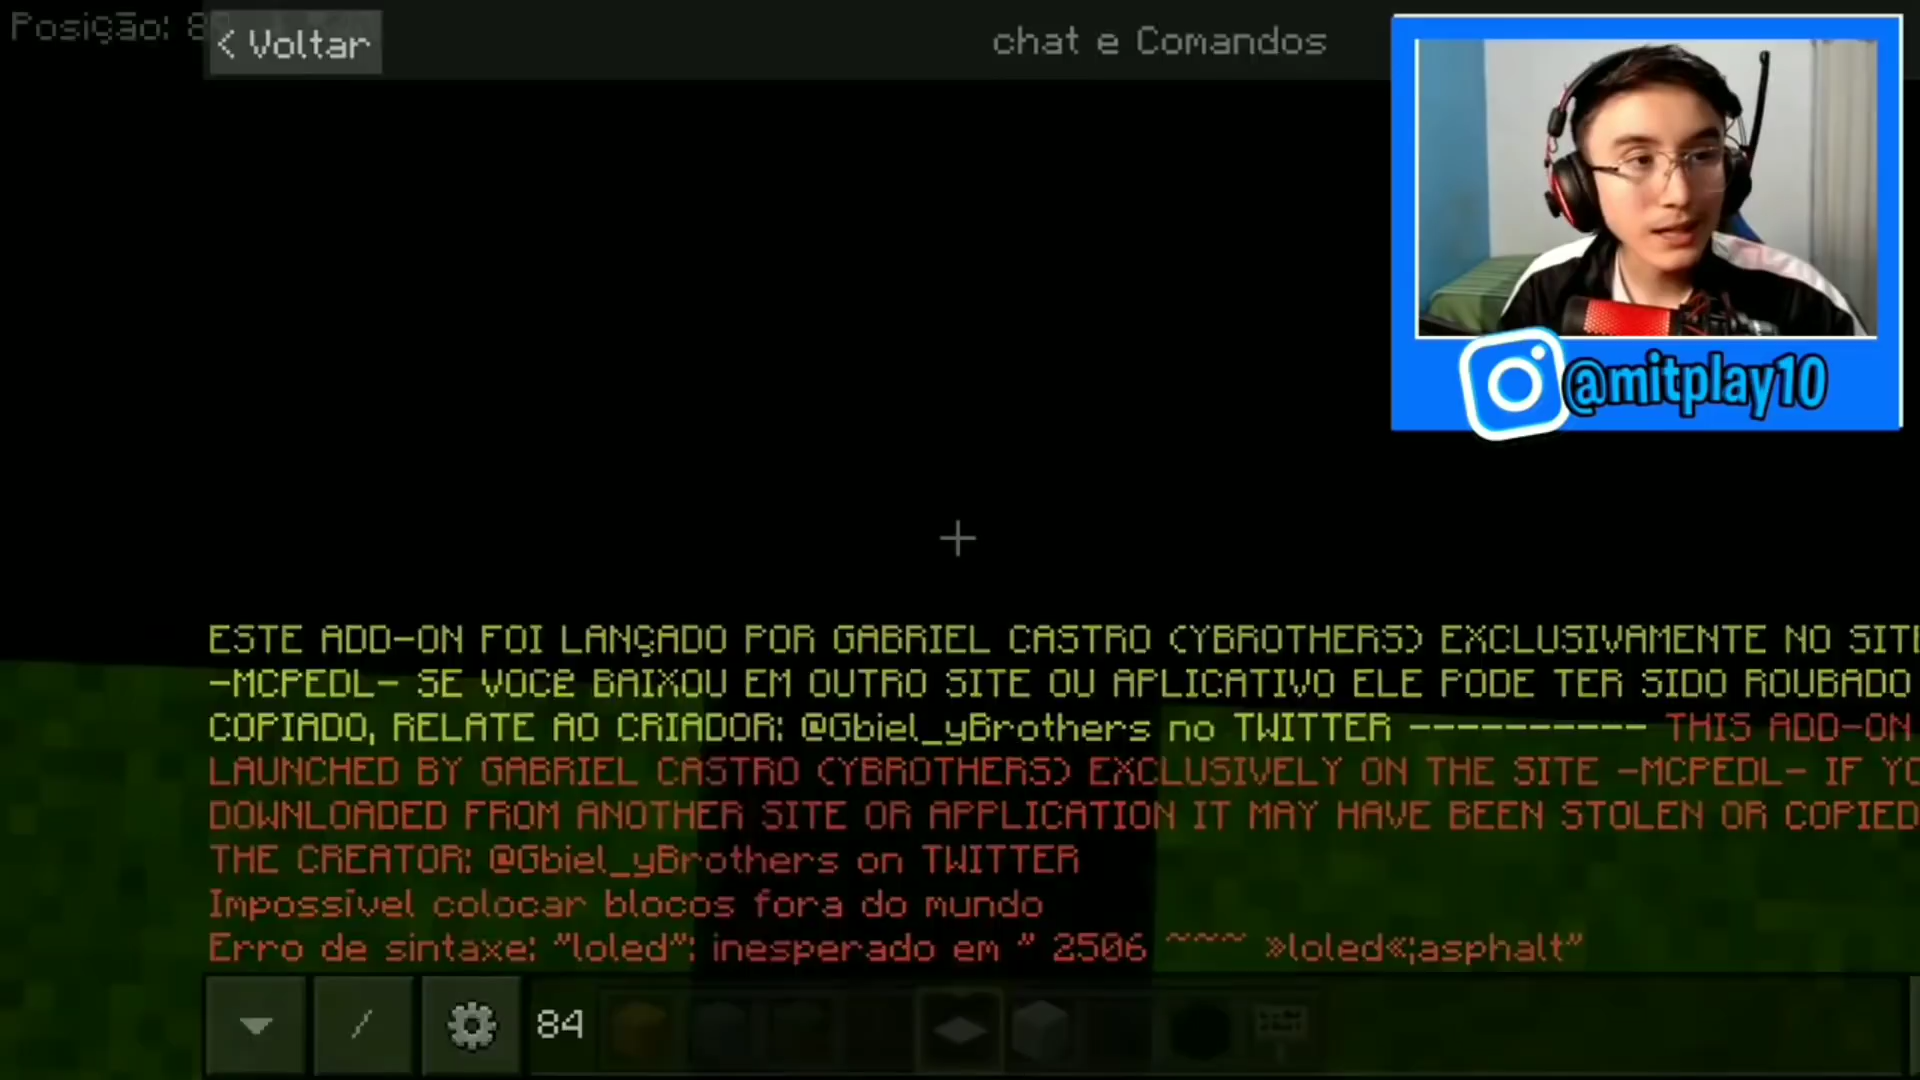 Posição: 8
< Voltar
chat e Comandos
@mitplay10
ESTE ADD-ON FOI LANÇADO POR GABRIEL CASTRO (YBROTHERS) EXCLUSIVAMENTE NO SITE
-MCPEDL- SE VOCÊ BAIXOU EM OUTRO SITE OU APLICATIVO ELE PODE TER SIDO ROUBADO
COPIADO, RELATE AO CRIADOR: @Gbiel_yBrothers no TWITTER ---------- THIS ADD-ON
LAUNCHED BY GABRIEL CASTRO (YBROTHERS) EXCLUSIVELY ON THE SITE -MCPEDL- IF YO
DOWNLOADED FROM ANOTHER SITE OR APPLICATION IT MAY HAVE BEEN STOLEN OR COPIED
THE CREATOR: @Gbiel_yBrothers on TWITTER
Impossível colocar blocos fora do mundo
Erro de sintaxe: "loled": inesperado em " 2506 ~~~ »loled«:asphalt"
/
84